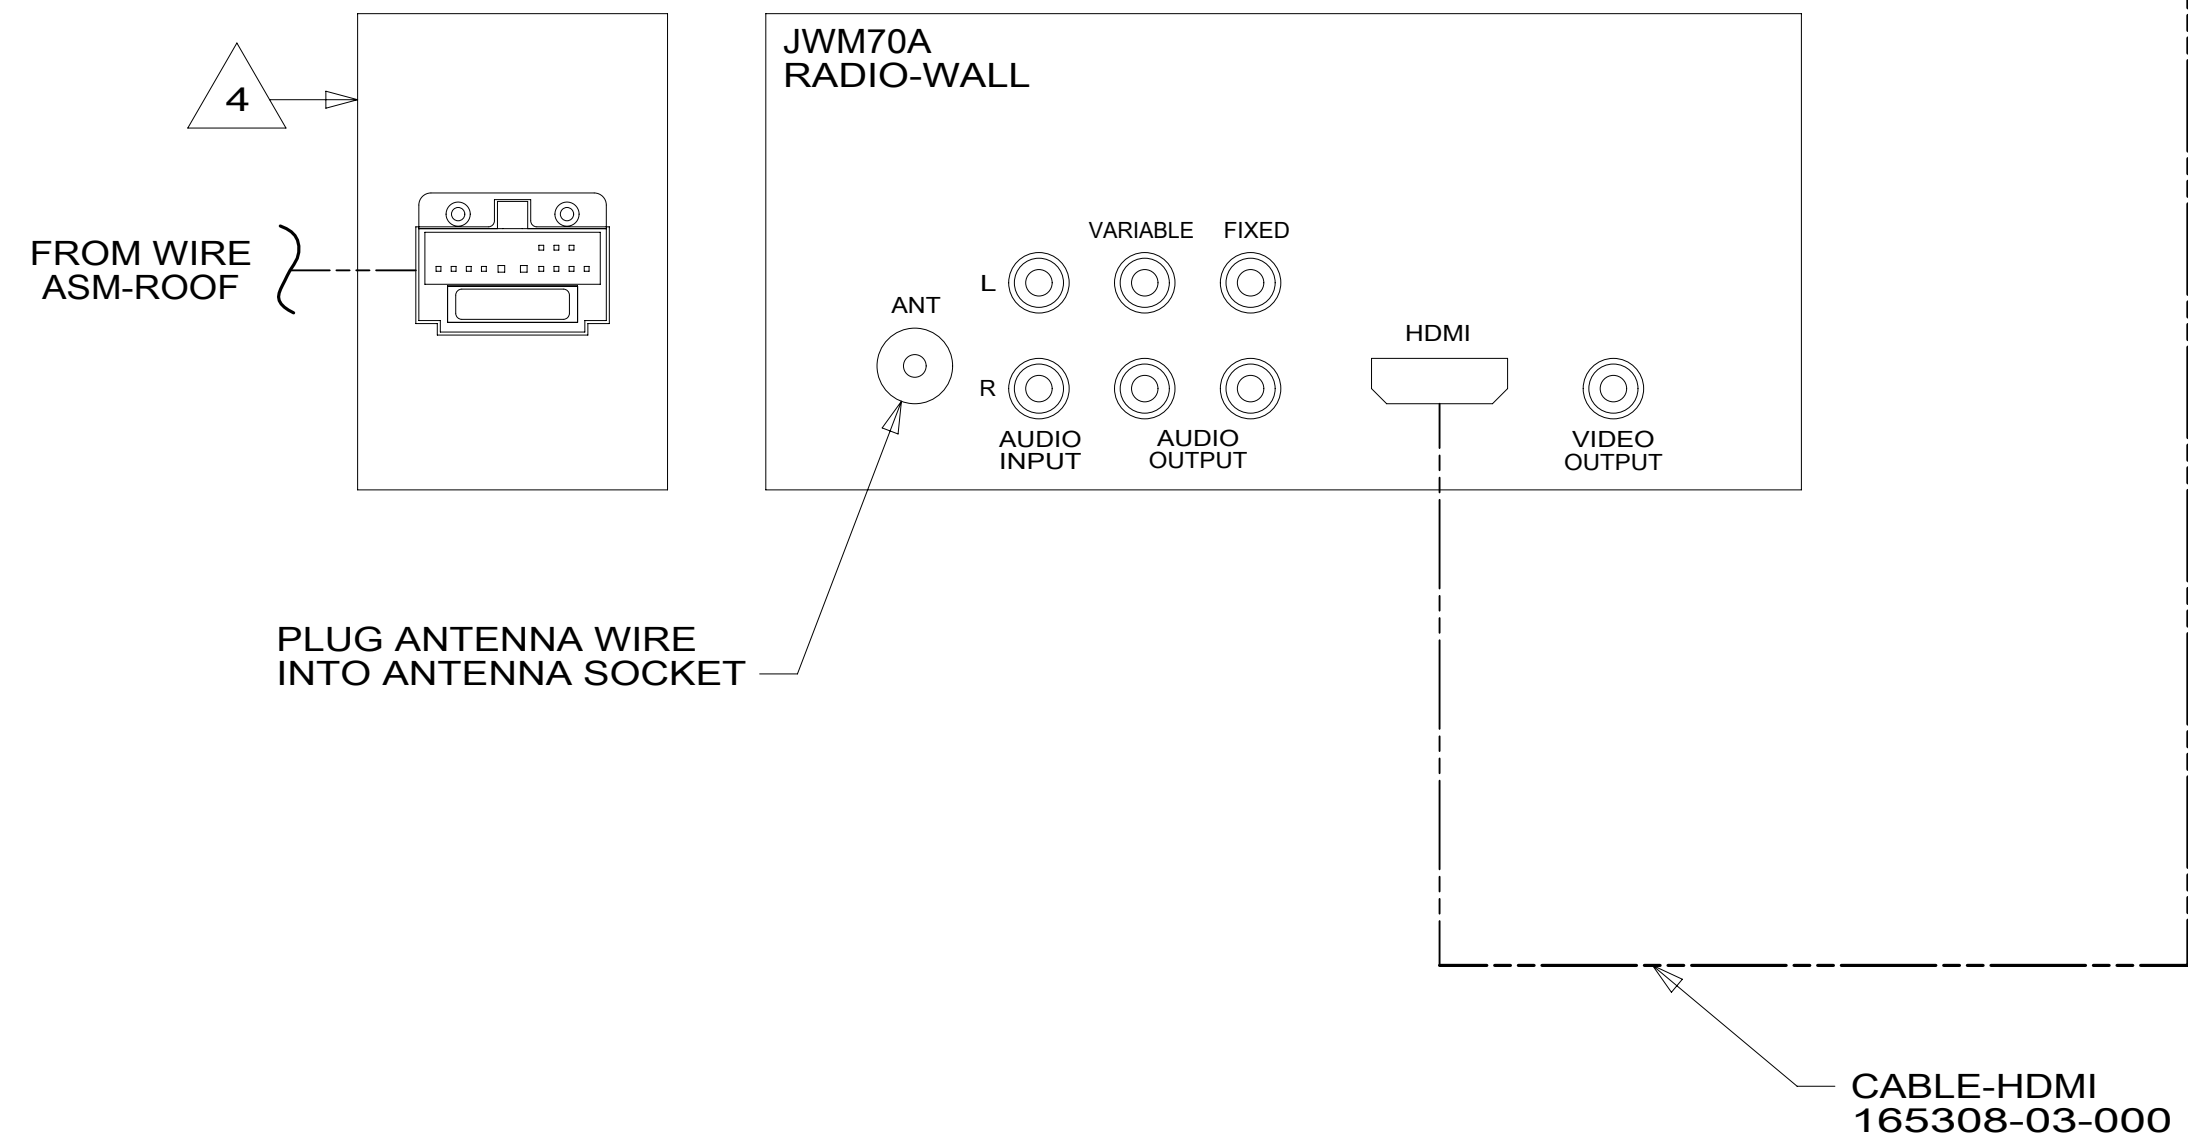 JWM70A
RADIO-WALL
4
FROM WIRE
ASM-ROOF
VARIABLE FIXED
L
ANT
HDMI
R
AUDIO
INPUT
AUDIO
OUTPUT
VIDEO
OUTPUT
PLUG ANTENNA WIRE
INTO ANTENNA SOCKET
CABLE-HDMI
165308-03-000